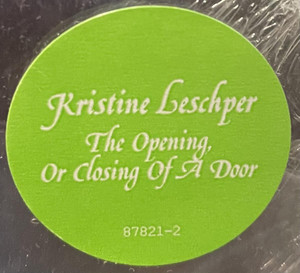 Kristine Leschper
The Opening,
Or Closing Of A Door
87821-2